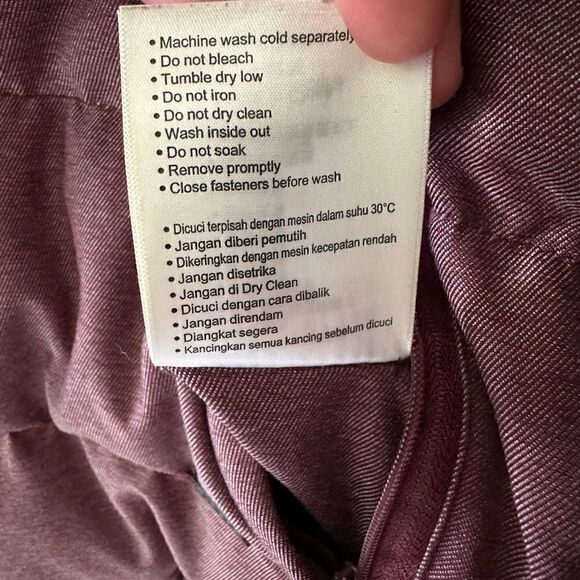 • Machine wash cold separately
• Do not bleach
• Tumble dry low
• Do not iron
• Do not dry clean
• Wash inside out
• Do not soak
• Remove promptly
• Close fasteners before wash
• Dicuci terpisah dengan mesin dalam suhu 30°C
• Jangan diberi pemutih
• Dikeringkan dengan mesin kecepatan rendah
• Jangan disetrika
• Jangan di Dry Clean
• Dicuci dengan cara dibalik
• Jangan direndam
• Diangkat segera
• Kancingkan semua kancing sebelum dicuci